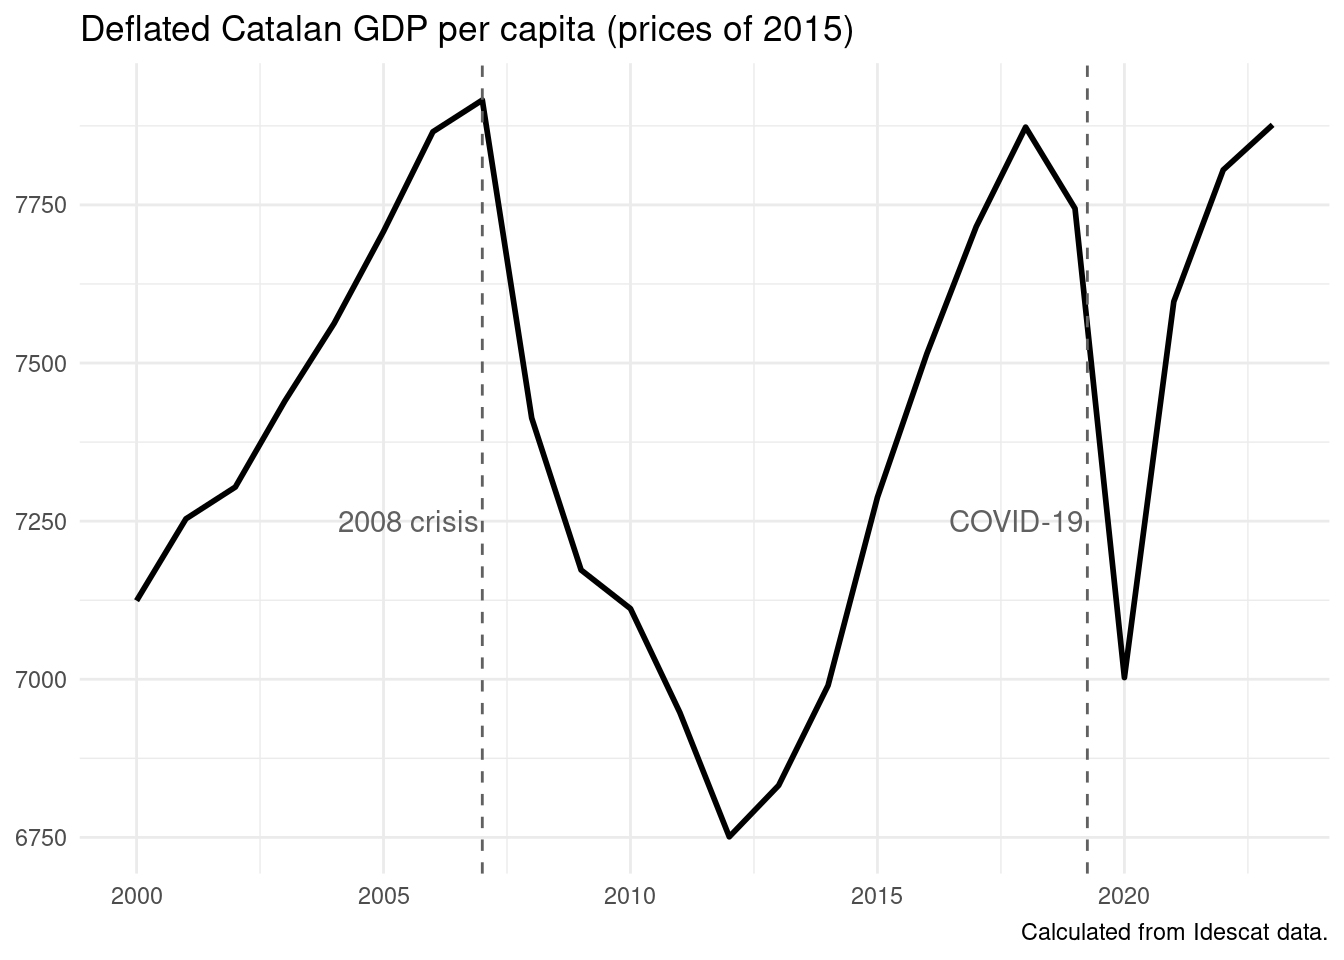 Deflated Catalan GDP per capita (prices of 2015)
7750
7500
7250
7000
6750
2008 crisis
COVID-19
2000 2005 2010 2015 2020
Calculated from Idescat data.